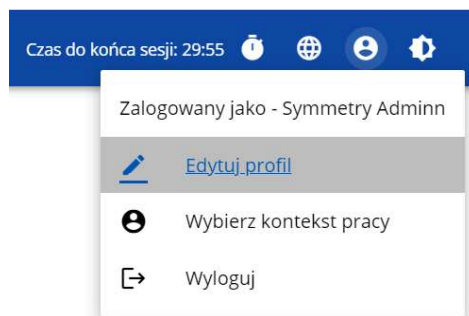 Czas do końca sesji: 29:55
Zalogowany jako - Symmetry Adminn
Edytuj profil
Wybierz kontekst pracy
Wyloguj